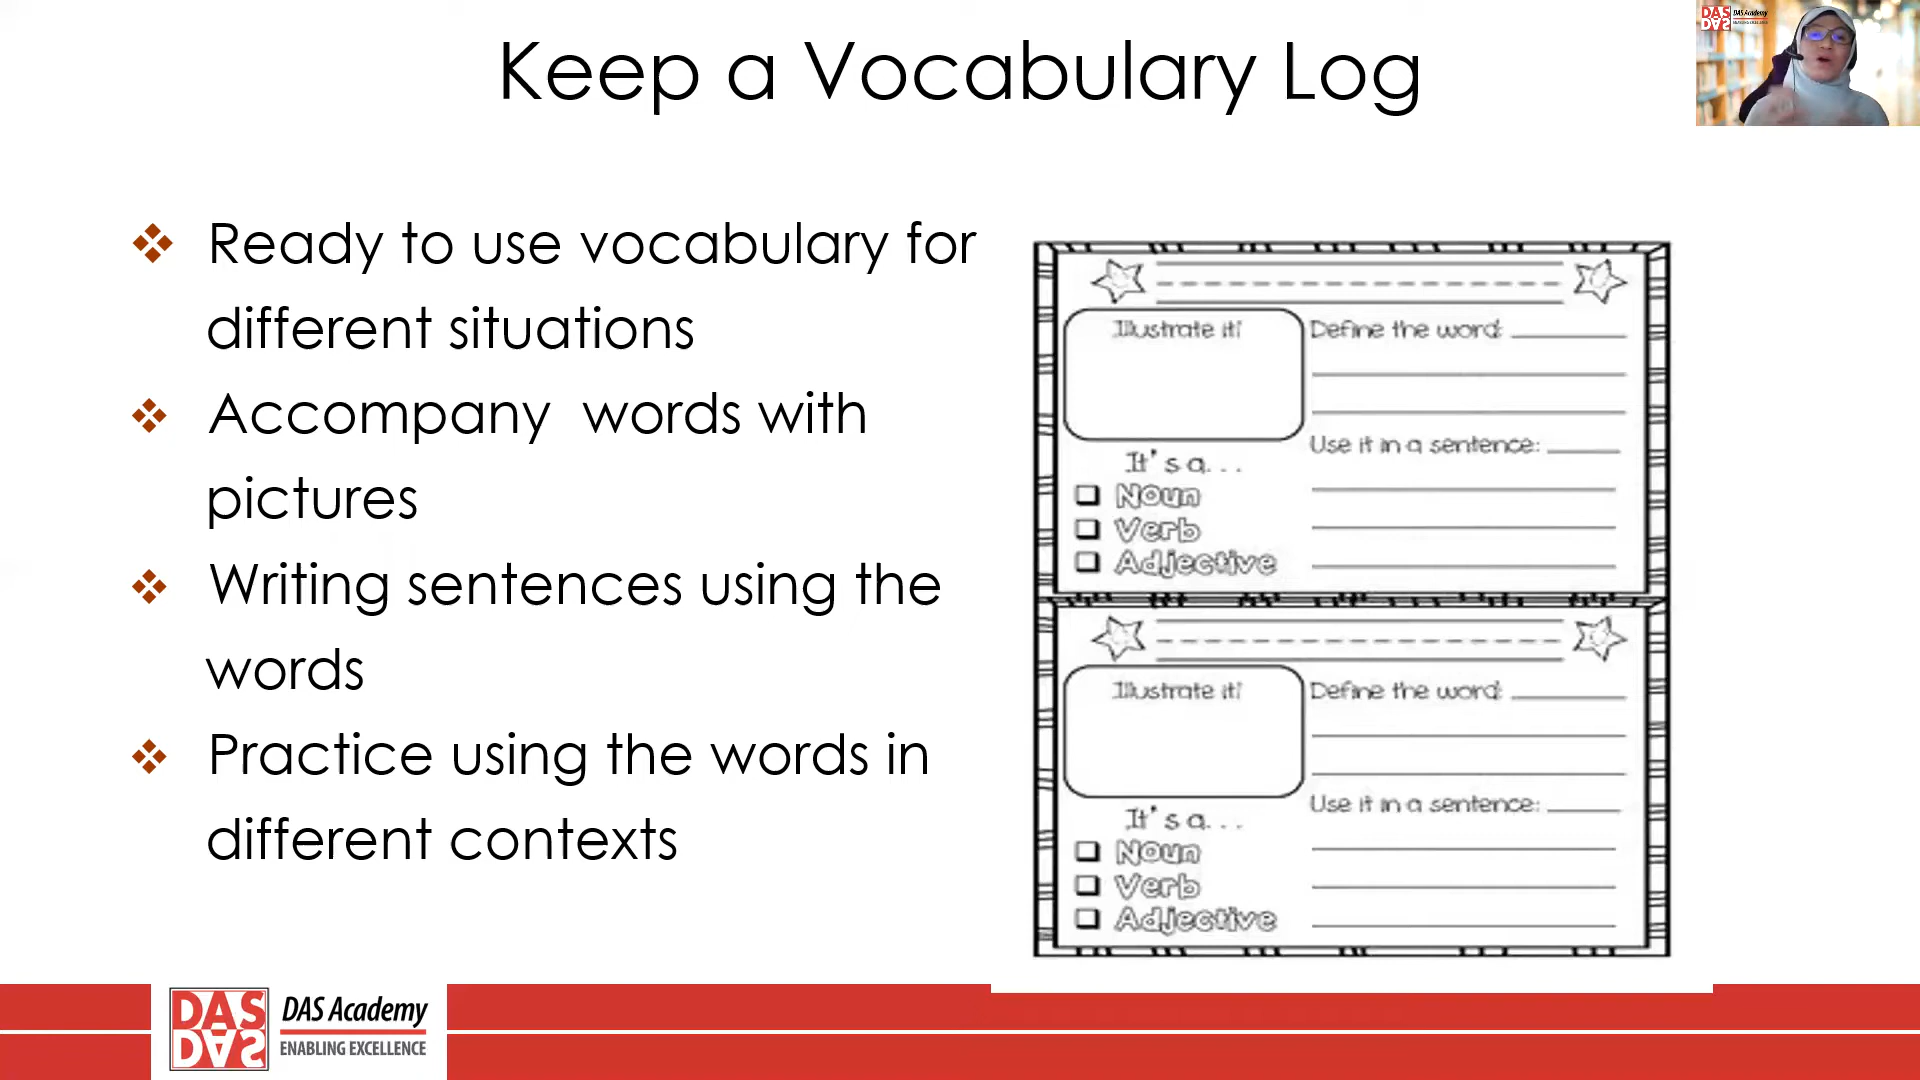 Keep a Vocabulary Log
DAS Academy
Ready to use vocabulary for
different situations
Accompany words with
pictures
Writing sentences using the
words
Practice using the words in
different contexts
Illustrate it!
Define the word:
Use it in a sentence:
It's a...
Noun
Verb
Adjective
Illustrate it!
Define the word:
Use it in a sentence:
It's a...
Noun
Verb
Adjective
DAS
DAS
DAS Academy
ENABLING EXCELLENCE